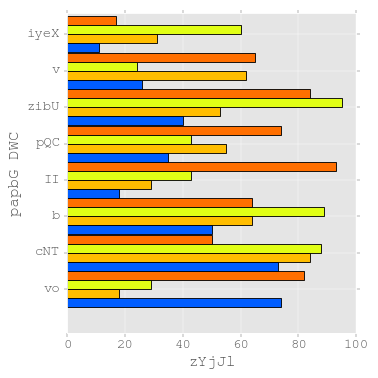 iyeX
v
zibU
pQC
II
b
cNT
vo
papbG DWC
0 20 40 60 80 100
zYjJl